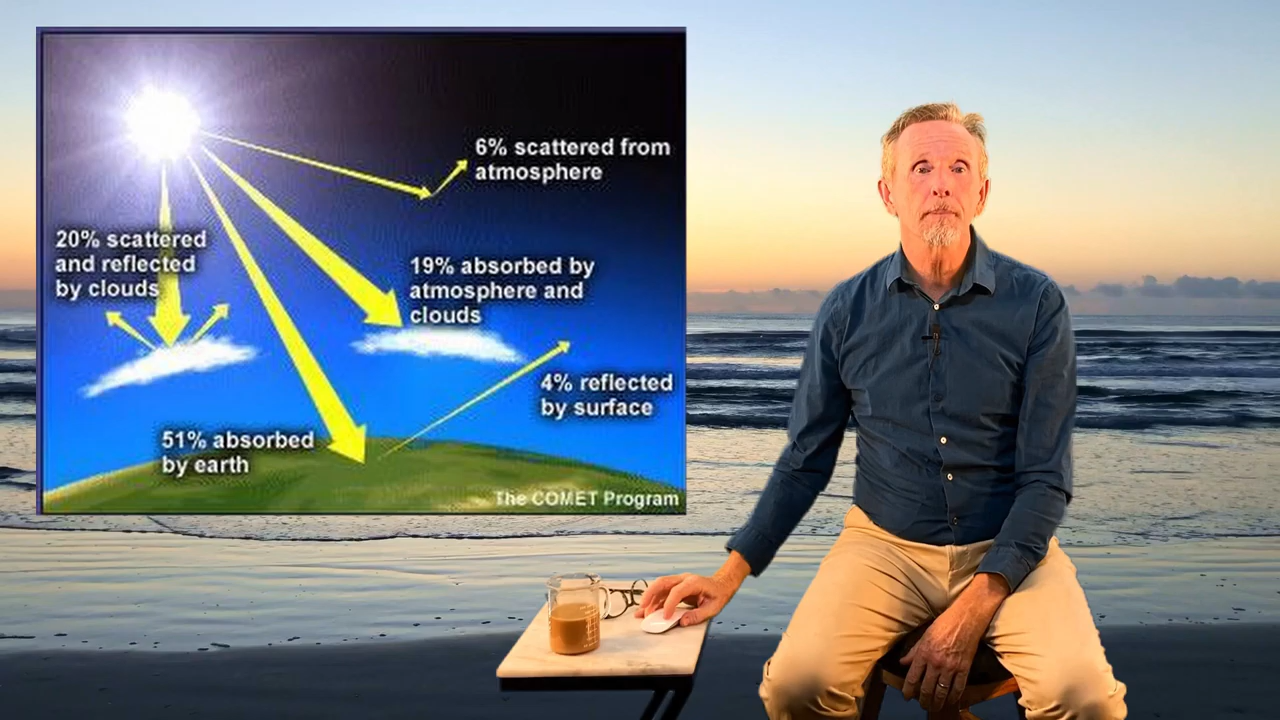 6% scattered from
atmosphere
20% scattered
and reflected
by clouds
19% absorbed by
atmosphere and
clouds
4% reflected
by surface
51% absorbed
by earth
The COMET Program